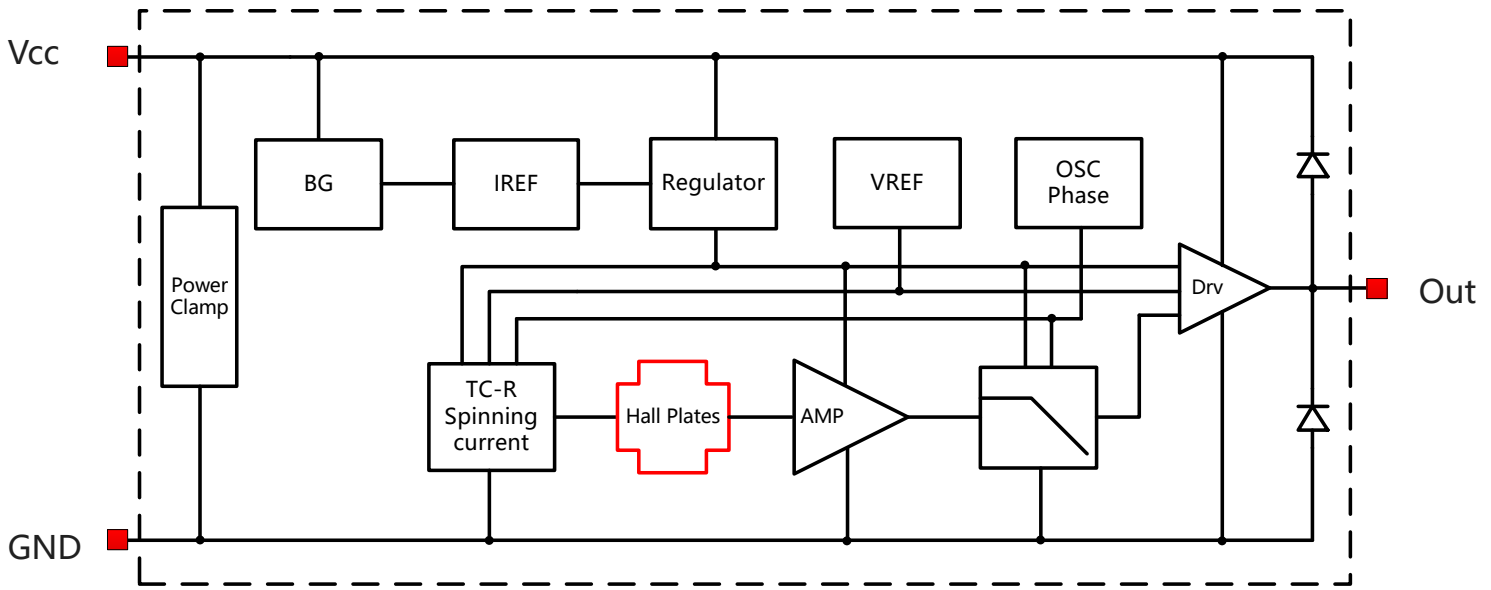 Vcc
BG
IREF
Regulator
VREF
OSC
Phase
Power
Clamp
Drv
Out
TC-R
Spinning
current
Hall Plates
AMP
GND